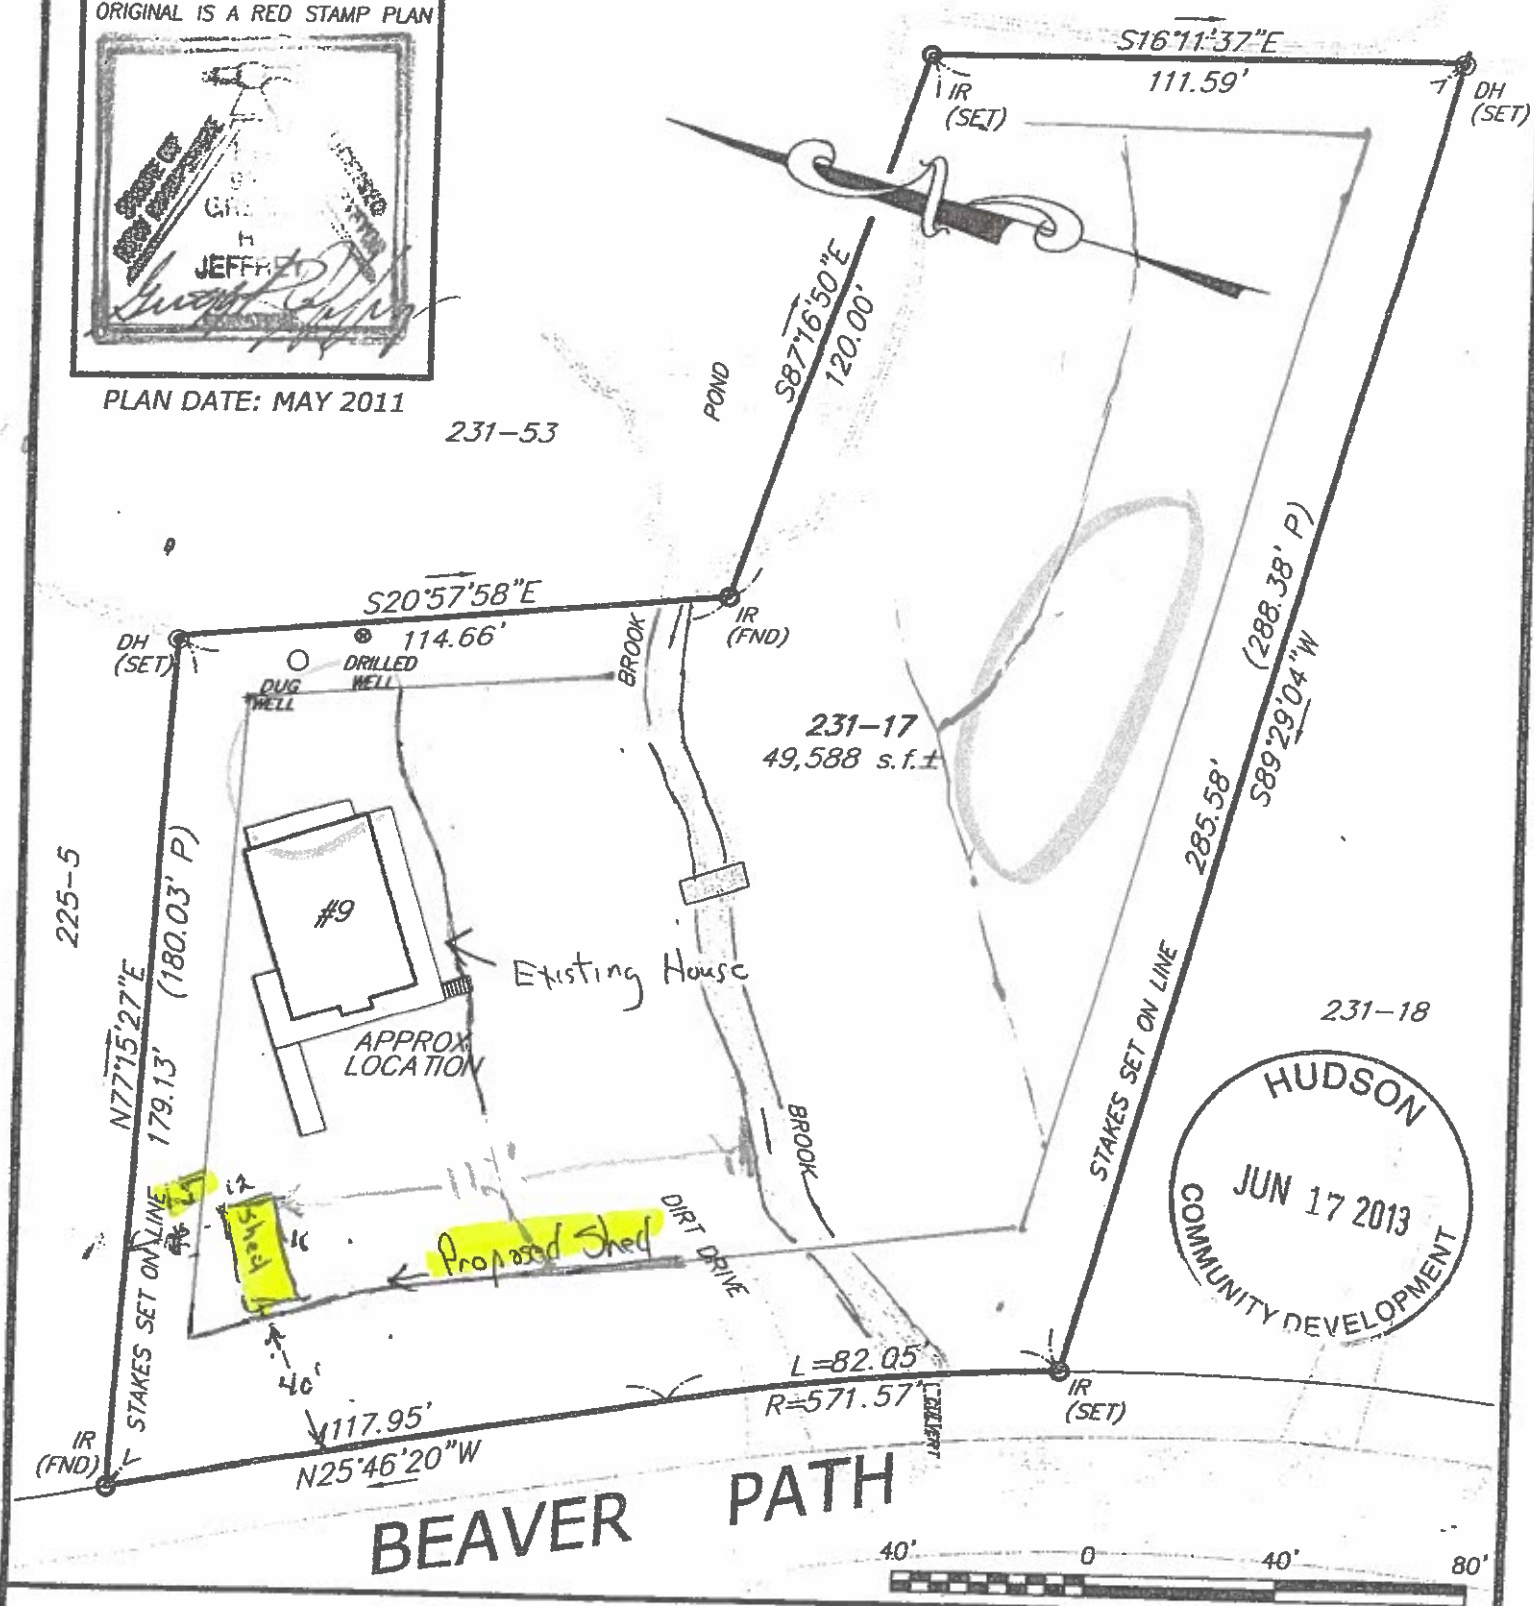 ORIGINAL IS A RED STAMP PLAN
JEFFREY
PLAN DATE: MAY 2011
231-53
POND
S16°11'37"E
111.59'
IR
(SET)
DH
(SET)
S87°16'50"E
120.00'
S20°57'58"E
114.66'
DH
(SET)
IR
(FND)
DUG
WELL
DRILLED
WELL
BROOK
231-17
49,588 s.f.±
(288.38' P)
285.58'
S89°29'04"W
STAKES SET ON LINE
225-5
(180.03' P)
N77°15'27"E
179.13'
STAKES SET ON LINE
#9
Existing House
APPROX.
LOCATION
231-18
HUDSON
JUN 17 2013
COMMUNITY DEVELOPMENT
BROOK
111'
12
16
Shed
Proposed Shed
DIRT DRIVE
40'
L=82.05'
R=571.57'
CULVERT
IR
(SET)
117.95'
N25°46'20"W
IR
(FND)
BEAVER PATH
40' 0 40' 80'